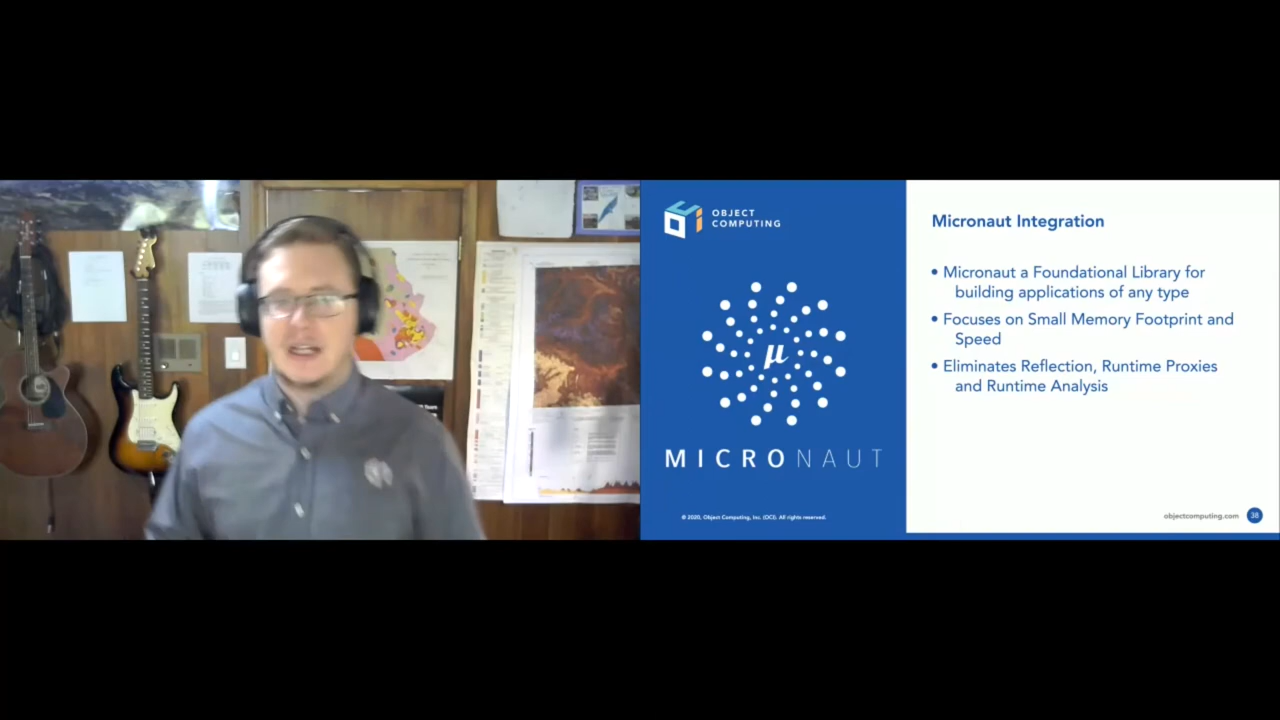 OBJECT
COMPUTING
μ
MICRONAUT
© 2020, Object Computing, Inc. (OCI). All rights reserved.
Micronaut Integration
• Micronaut a Foundational Library for
building applications of any type
• Focuses on Small Memory Footprint and
Speed
• Eliminates Reflection, Runtime Proxies
and Runtime Analysis
objectcomputing.com
38